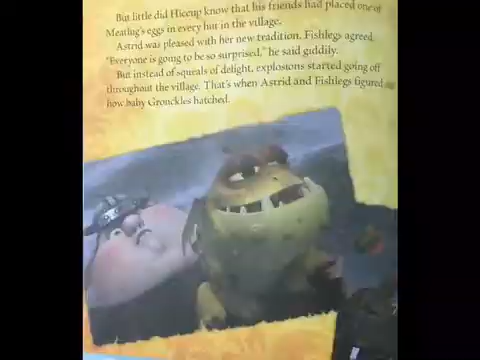 But little did Hiccup know that his friends had placed one of
Meatlug's eggs in every hut in the village.
Astrid was pleased with her new tradition. Fishlegs agreed.
"Everyone is going to be so surprised," he said giddily.
But instead of squeals of delight, explosions started going off
throughout the village. That's when Astrid and Fishlegs figured
how baby Gronckles hatched.